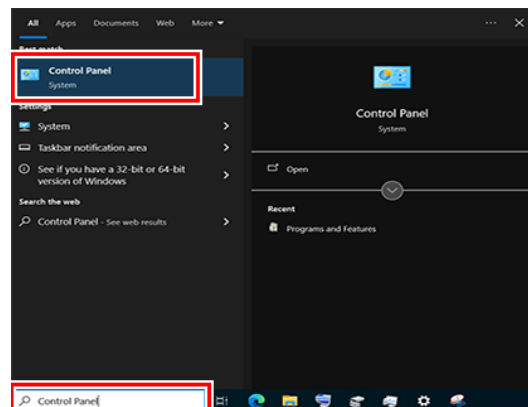 All Apps Documents Web More
Best match
Control Panel
System
Settings
System
Taskbar notification area
See if you have a 32-bit or 64-bit
version of Windows
Search the web
Control Panel - See web results
Control Panel
System
Open
Recent
Programs and Features
Control Panel